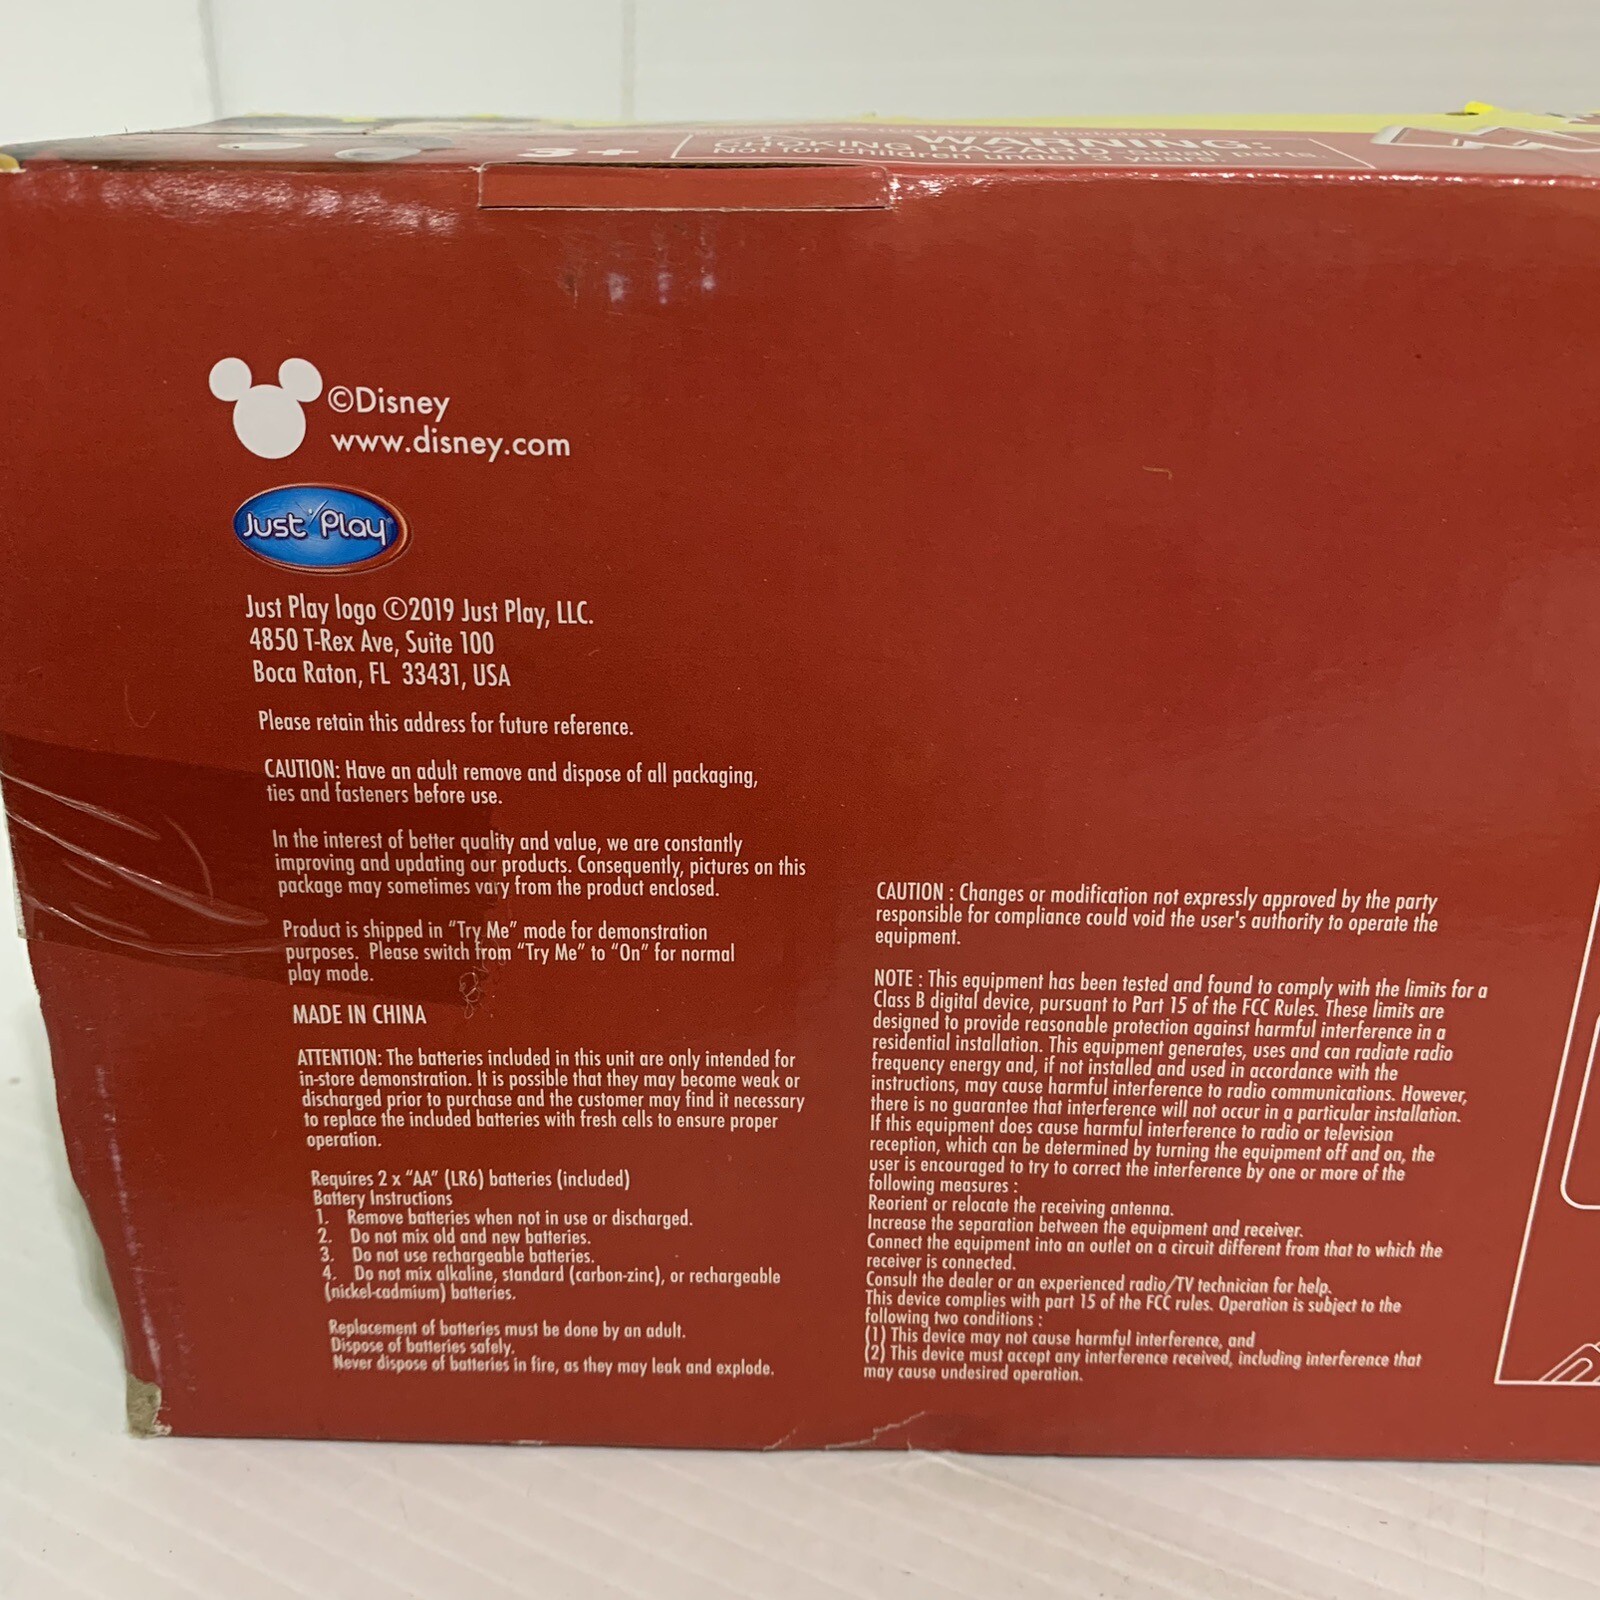 3+
WARNING:
CHOKING HAZARD
Not for children under 3 years.
parts.
©Disney
www.disney.com
Just Play
Just Play logo ©2019 Just Play, LLC.
4850 T-Rex Ave, Suite 100
Boca Raton, FL 33431, USA
Please retain this address for future reference.
CAUTION: Have an adult remove and dispose of all packaging,
ties and fasteners before use.
In the interest of better quality and value, we are constantly
improving and updating our products. Consequently, pictures on this
package may sometimes vary from the product enclosed.
Product is shipped in “Try Me” mode for demonstration
purposes. Please switch from “Try Me” to “On” for normal
play mode.
MADE IN CHINA
ATTENTION: The batteries included in this unit are only intended for
in-store demonstration. It is possible that they may become weak or
discharged prior to purchase and the customer may find it necessary
to replace the included batteries with fresh cells to ensure proper
operation.
Requires 2 x “AA” (LR6) batteries (included)
Battery Instructions
1. Remove batteries when not in use or discharged.
2. Do not mix old and new batteries.
3. Do not use rechargeable batteries.
4. Do not mix alkaline, standard (carbon-zinc), or rechargeable
(nickel-cadmium) batteries.
Replacement of batteries must be done by an adult.
Dispose of batteries safely.
Never dispose of batteries in fire, as they may leak and explode.
CAUTION : Changes or modification not expressly approved by the party
responsible for compliance could void the user's authority to operate the
equipment.
NOTE : This equipment has been tested and found to comply with the limits for a
Class B digital device, pursuant to Part 15 of the FCC Rules. These limits are
designed to provide reasonable protection against harmful interference in a
residential installation. This equipment generates, uses and can radiate radio
frequency energy and, if not installed and used in accordance with the
instructions, may cause harmful interference to radio communications. However,
there is no guarantee that interference will not occur in a particular installation.
If this equipment does cause harmful interference to radio or television
reception, which can be determined by turning the equipment off and on, the
user is encouraged to try to correct the interference by one or more of the
following measures :
Reorient or relocate the receiving antenna.
Increase the separation between the equipment and receiver.
Connect the equipment into an outlet on a circuit different from that to which the
receiver is connected.
Consult the dealer or an experienced radio/TV technician for help.
This device complies with part 15 of the FCC rules. Operation is subject to the
following two conditions :
(1) This device may not cause harmful interference, and
(2) This device must accept any interference received, including interference that
may cause undesired operation.